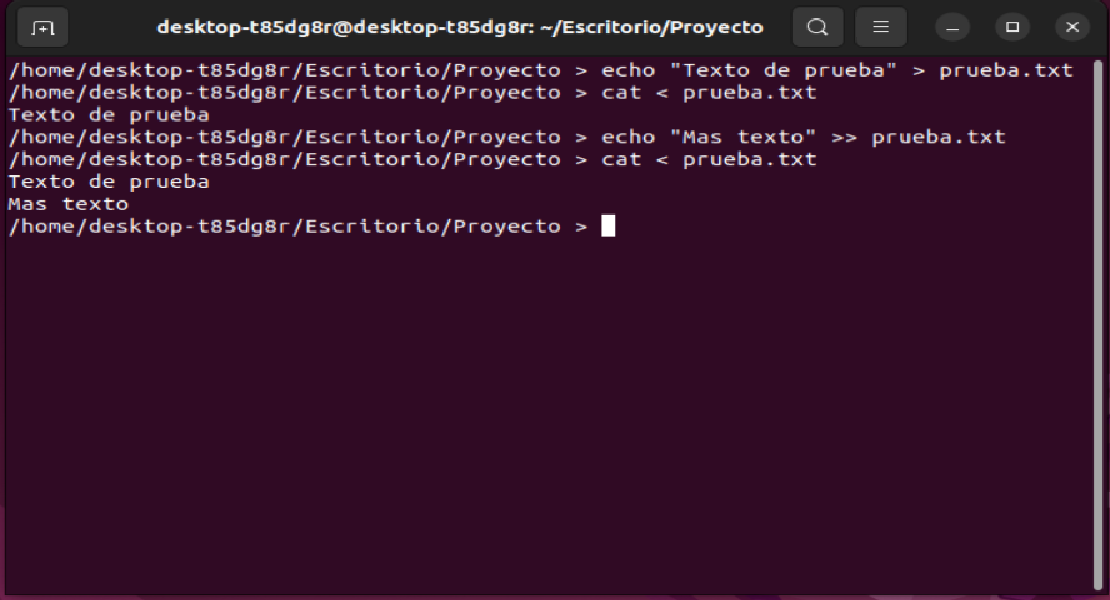 desktop-t85dg8r@desktop-t85dg8r: ~/Escritorio/Proyecto
/home/desktop-t85dg8r/Escritorio/Proyecto > echo "Texto de prueba" > prueba.txt
/home/desktop-t85dg8r/Escritorio/Proyecto > cat < prueba.txt
Texto de prueba
/home/desktop-t85dg8r/Escritorio/Proyecto > echo "Mas texto" >> prueba.txt
/home/desktop-t85dg8r/Escritorio/Proyecto > cat < prueba.txt
Texto de prueba
Mas texto
/home/desktop-t85dg8r/Escritorio/Proyecto >